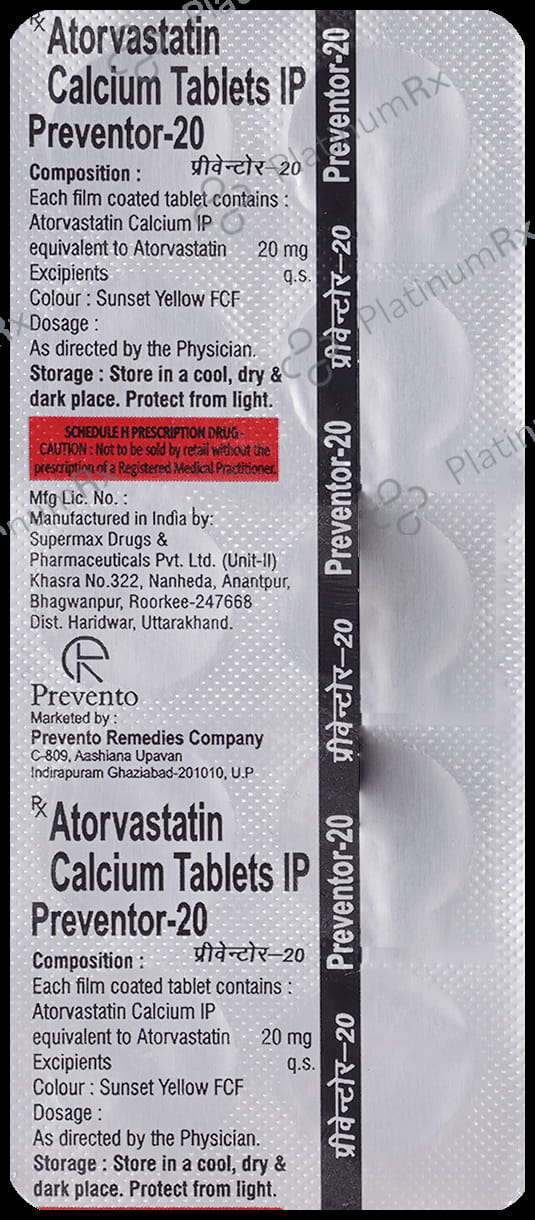 Rx Atorvastatin
Calcium Tablets IP
Preventor-20
प्रीवेन्टोर-20
Composition :
Each film coated tablet contains :
Atorvastatin Calcium IP
equivalent to Atorvastatin 20 mg
Excipients q.s.
Colour : Sunset Yellow FCF
Dosage :
As directed by the Physician.
Storage : Store in a cool, dry &
dark place. Protect from light.
SCHEDULE H PRESCRIPTION DRUG-
CAUTION : Not to be sold by retail without the
prescription of a Registered Medical Practitioner.
Mfg Lic. No. :
Manufactured in India by:
Supermax Drugs &
Pharmaceuticals Pvt. Ltd. (Unit-II)
Khasra No.322, Nanheda, Anantpur,
Bhagwanpur, Roorkee-247668
Dist. Haridwar, Uttarakhand.
Prevento
Marketed by :
Prevento Remedies Company
C-809, Aashiana Upavan
Indirapuram Ghaziabad-201010, U.P
Rx Atorvastatin
Calcium Tablets IP
Preventor-20
प्रीवेन्टोर-20
Composition :
Each film coated tablet contains :
Atorvastatin Calcium IP
equivalent to Atorvastatin 20 mg
Excipients q.s.
Colour : Sunset Yellow FCF
Dosage :
As directed by the Physician.
Storage : Store in a cool, dry &
dark place. Protect from light.
Preventor-20
प्रीवेन्टोर-20
Preventor-20
प्रीवेन्टोर-20
Preventor-20
प्रीवेन्टोर-20
PlatinumRx
PlatinumRx
PlatinumRx